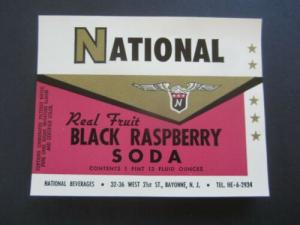 NATIONAL
N
Real Fruit
BLACK RASPBERRY
SODA
CONTENTS 1 PINT 12 FLUID OUNCES
NATIONAL BEVERAGES • 32-36 WEST 21st ST., BAYONNE, N. J. • TEL. HE-6-2934